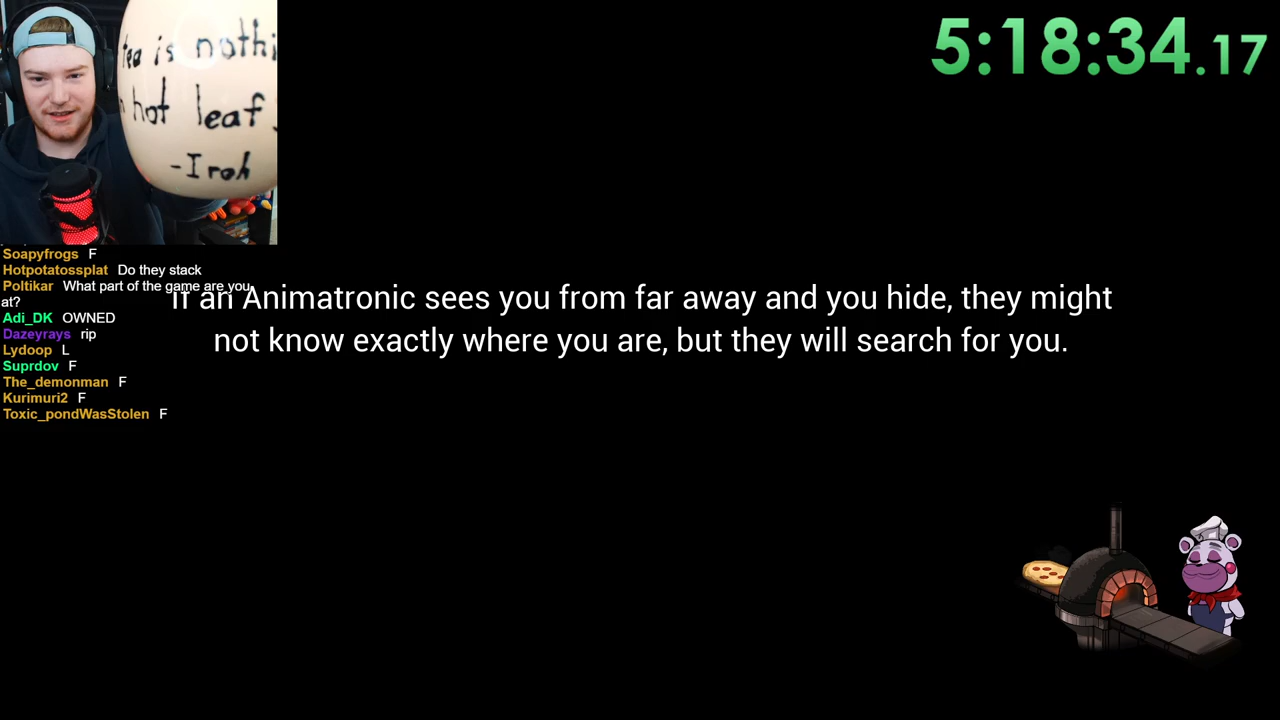 tea is nothi
hot leaf
-Iroh
5:18:34.17
Soapyfrogs F
Hotpotatossplat Do they stack
Poltikar What part of the game are you
at?
Adi_DK OWNED
Dazeyrays rip
Lydoop L
Suprdov F
The_demonman F
Kurimuri2 F
Toxic_pondWasStolen F
If an Animatronic sees you from far away and you hide, they might
not know exactly where you are, but they will search for you.